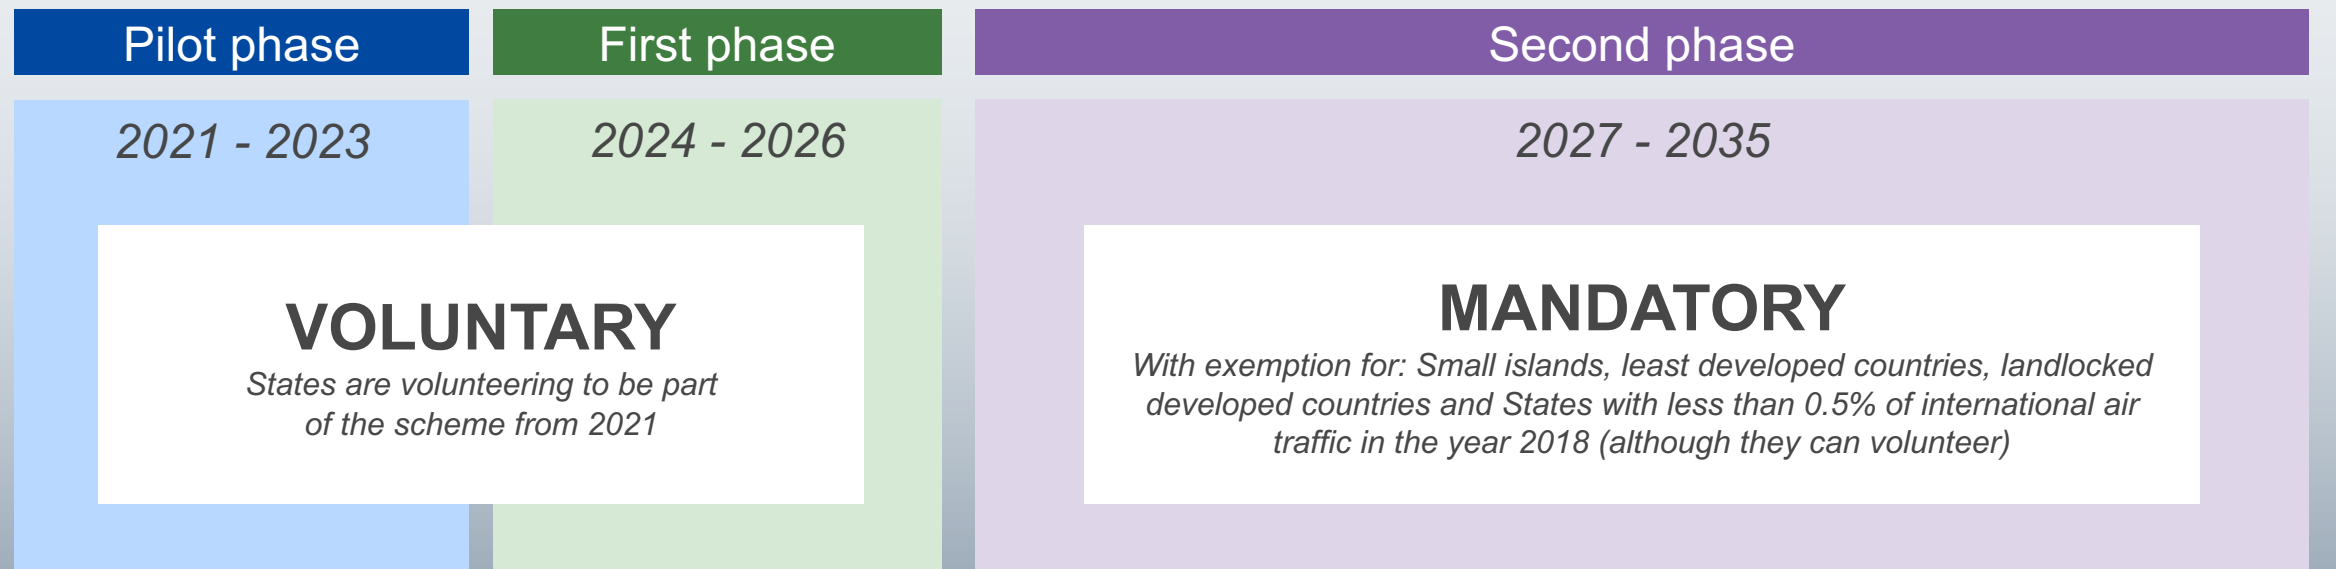 Pilot phase
First phase
Second phase
2021 - 2023
2024 - 2026
2027 - 2035
VOLUNTARY
States are volunteering to be part
of the scheme from 2021
MANDATORY
With exemption for: Small islands, least developed countries, landlocked
developed countries and States with less than 0.5% of international air
traffic in the year 2018 (although they can volunteer)